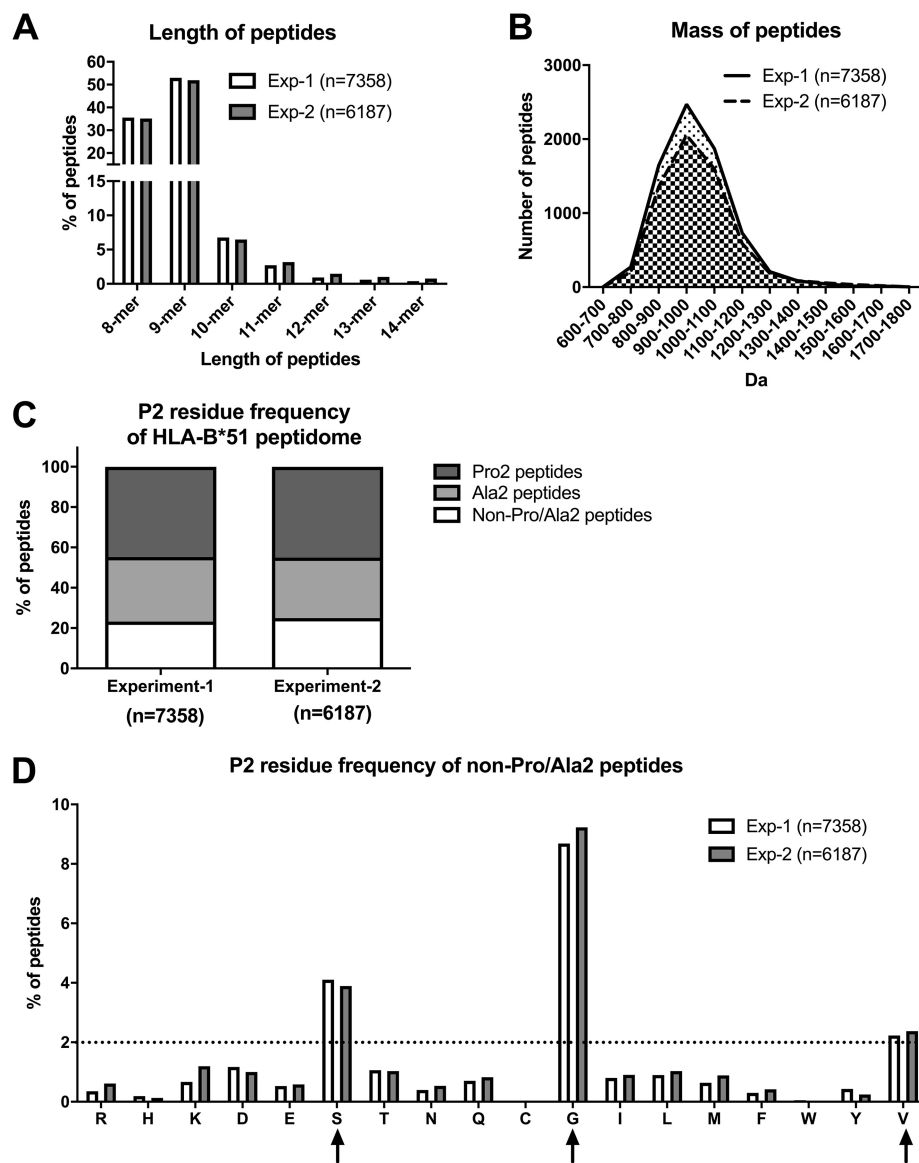 A
Length of peptides
% of peptides
60
50
40
30
20
15
10
5
0
Exp-1 (n=7358)
Exp-2 (n=6187)
8-mer
9-mer
10-mer
11-mer
12-mer
13-mer
14-mer
Length of peptides
B
Mass of peptides
Number of peptides
3000
2000
1000
0
Exp-1 (n=7358)
Exp-2 (n=6187)
600-700
700-800
800-900
900-1000
1000-1100
1100-1200
1200-1300
1300-1400
1400-1500
1500-1600
1600-1700
1700-1800
Da
C
P2 residue frequency
of HLA-B*51 peptidome
% of peptides
100
80
60
40
20
0
Experiment-1
(n=7358)
Experiment-2
(n=6187)
Pro2 peptides
Ala2 peptides
Non-Pro/Ala2 peptides
D
P2 residue frequency of non-Pro/Ala2 peptides
% of peptides
10
8
6
4
2
0
Exp-1 (n=7358)
Exp-2 (n=6187)
R H K D E S T N Q C G I L M F W Y V